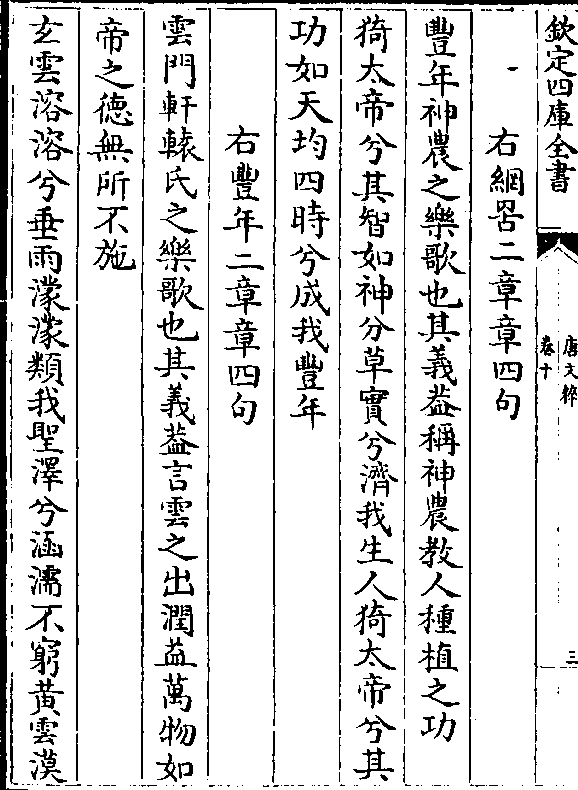 欽定四庫全書
唐文粹
卷十
三
右網罟二章章四句
豐年神農之樂歌也其義葢稱神農教人種植之功
猗太帝兮其智如神分草實兮濟我生人猗太帝兮其
功如天均四時兮成我豐年
右豐年二章章四句
雲門軒轅氏之樂歌也其義葢言雲之出潤益萬物如
帝之德無所不施
玄雲溶溶兮垂雨濛濛類我聖澤兮涵濡不窮黄雲漠